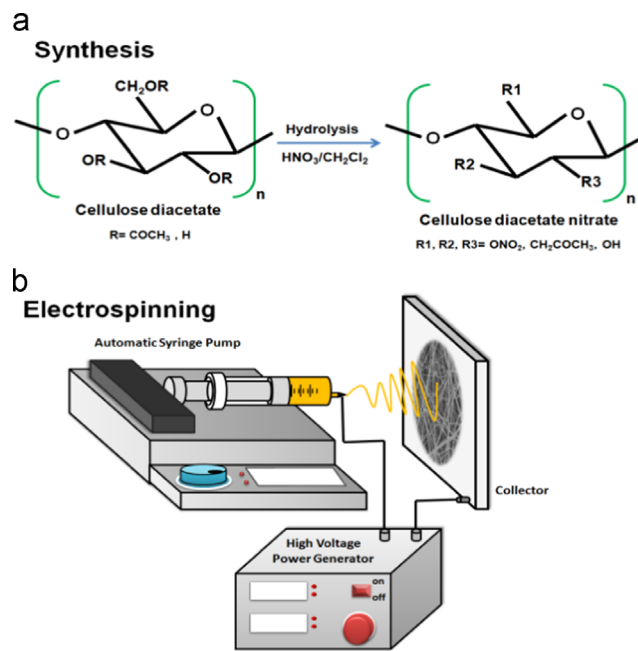 a
Synthesis
CH₂OR
O
O
OR
OR
n
Cellulose diacetate
R= COCH₃ , H
Hydrolysis
HNO₃/CH₂Cl₂
R1
O
O
R2
R3
n
Cellulose diacetate nitrate
R1, R2, R3= ONO₂, CH₂COCH₃, OH
b
Electrospinning
Automatic Syringe Pump
Collector
High Voltage
Power Generator
on
off